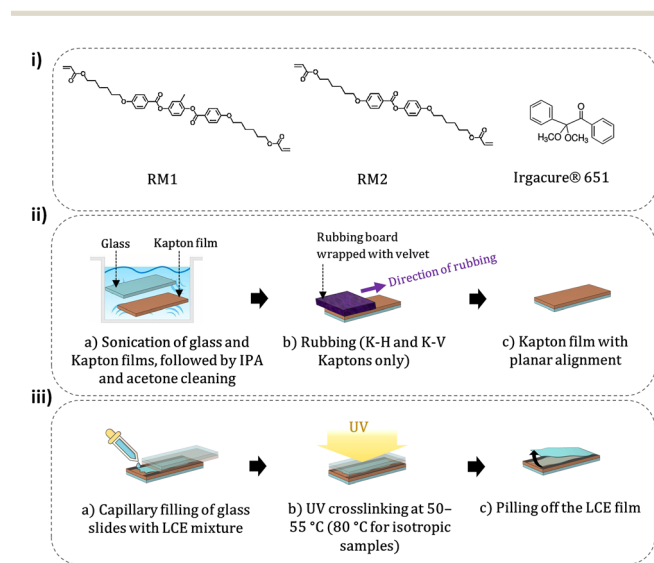 i)
RM1
RM2
H₃CO
OCH₃
Irgacure® 651
ii)
Glass
Kapton film
a) Sonication of glass and
Kapton films, followed by IPA
and acetone cleaning
Rubbing board
wrapped with velvet
Direction of rubbing
b) Rubbing (K-H and K-V
Kaptons only)
c) Kapton film with
planar alignment
iii)
a) Capillary filling of glass
slides with LCE mixture
UV
b) UV crosslinking at 50–
55 °C (80 °C for isotropic
samples)
c) Pilling off the LCE film